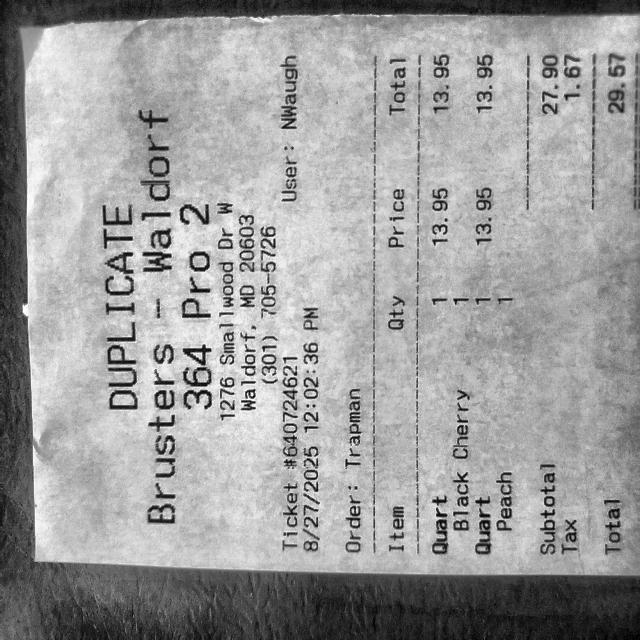 DUPLICATE
Brusters - Waldorf
364 Pro 2
1276 Smallwood Dr W
Waldorf, MD 20603
(301) 705-5726
Ticket #640724621
8/27/2025 12:02:36 PM User: NWaugh
Order: Trapman
Item Qty Price Total
Quart 1 13.95 13.95
Black Cherry 1
Quart 1 13.95 13.95
Peach 1
Subtotal 27.90
Tax 1.67
Total 29.57